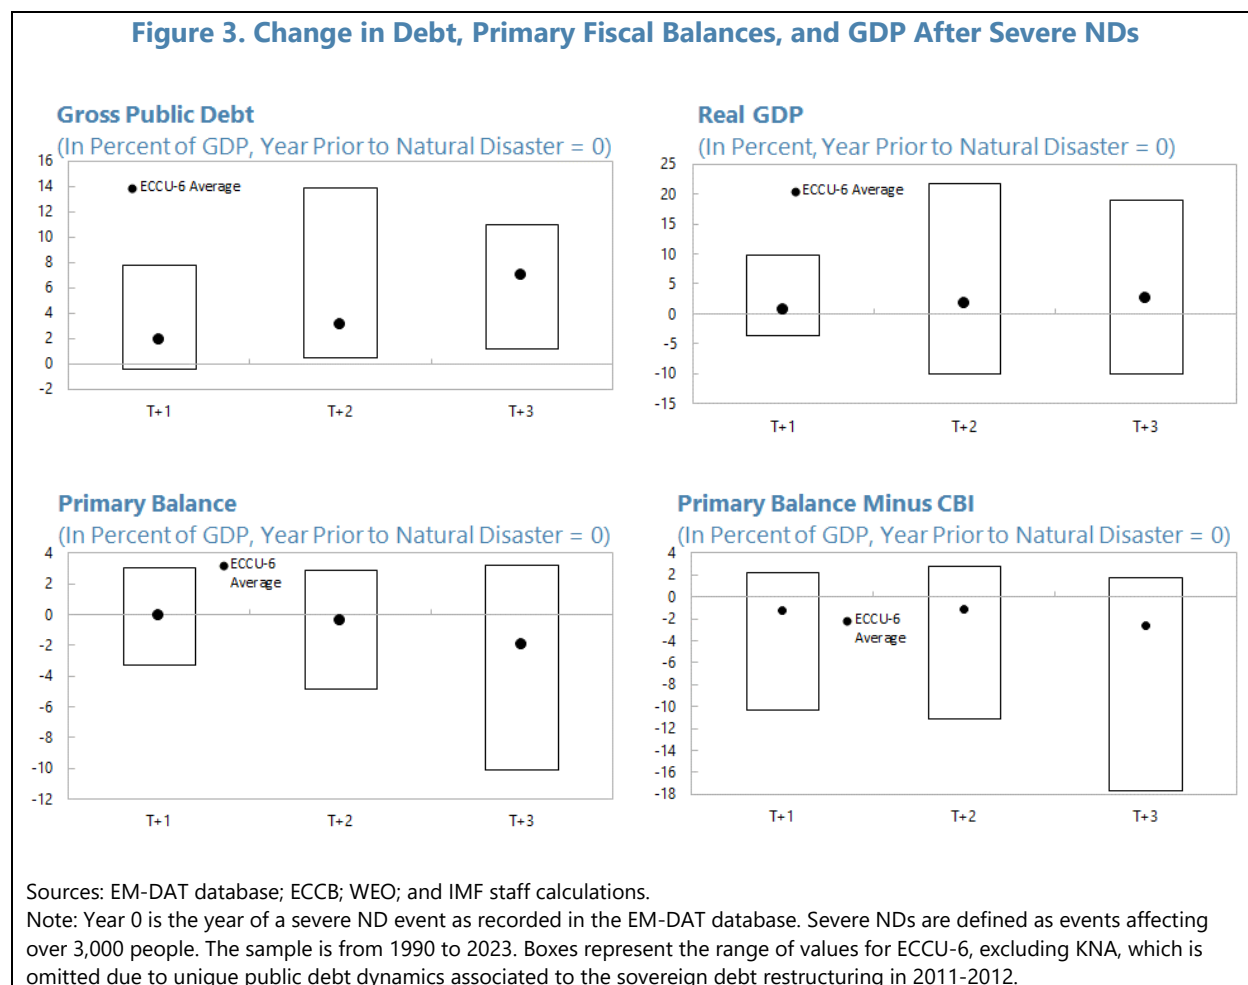 Figure 3. Change in Debt, Primary Fiscal Balances, and GDP After Severe NDs
Gross Public Debt
(In Percent of GDP, Year Prior to Natural Disaster = 0)
16
14
12
10
8
6
4
2
0
-2
ECCU-6 Average
T+1
T+2
T+3
Real GDP
(In Percent, Year Prior to Natural Disaster = 0)
25
20
15
10
5
0
-5
-10
-15
ECCU-6 Average
T+1
T+2
T+3
Primary Balance
(In Percent of GDP, Year Prior to Natural Disaster = 0)
4
2
0
-2
-4
-6
-8
-10
-12
ECCU-6
Average
T+1
T+2
T+3
Primary Balance Minus CBI
(In Percent of GDP, Year Prior to Natural Disaster = 0)
4
2
0
-2
-4
-6
-8
-10
-12
-14
-16
-18
ECCU-6
Average
T+1
T+2
T+3
Sources: EM-DAT database; ECCB; WEO; and IMF staff calculations.
Note: Year 0 is the year of a severe ND event as recorded in the EM-DAT database. Severe NDs are defined as events affecting
over 3,000 people. The sample is from 1990 to 2023. Boxes represent the range of values for ECCU-6, excluding KNA, which is
omitted due to unique public debt dynamics associated to the sovereign debt restructuring in 2011-2012.